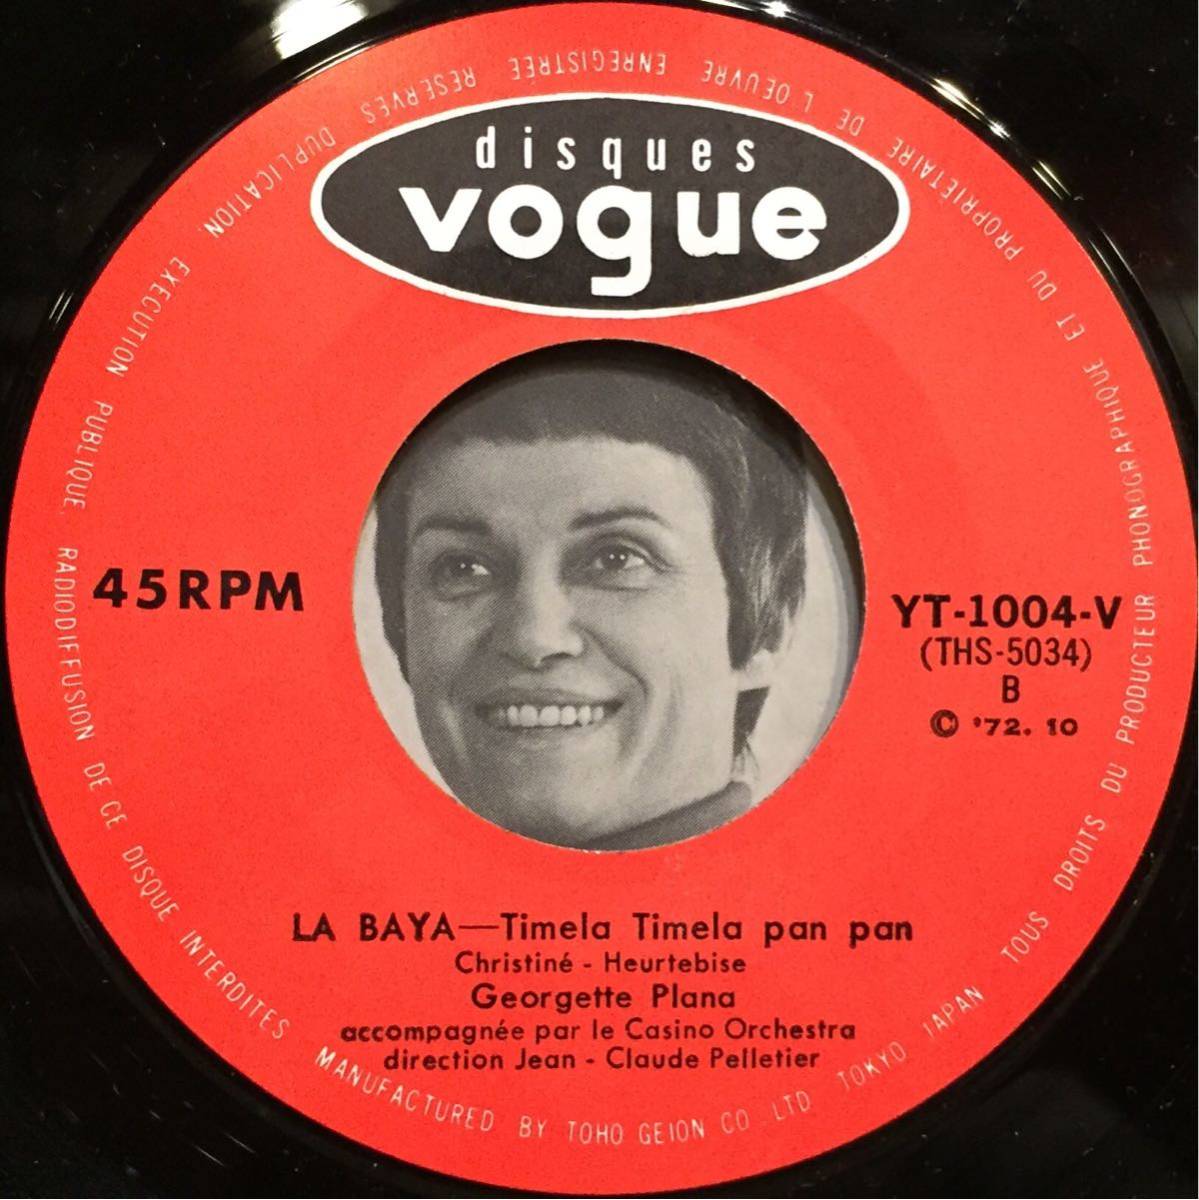 disques
vogue
45RPM
YT-1004-V
(THS-5034)
B
© '72. 10
LA BAYA—Timela Timela pan pan
Christiné - Heurtebise
Georgette Plana
accompagnée par le Casino Orchestra
direction Jean - Claude Pelletier
TOUS DROITS DU PRODUCTEUR PHONOGRAPHIQUE ET DU PROPRIETAIRE DE L OEUVRE ENREGISTREE RESERVES DUPLICATION EXECUTION PUBLIQUE, RADIODIFFUSION DE CE DISQUE INTERDITES
MANUFACTURED BY TOHO GEION CO. LTD TOKYO JAPAN